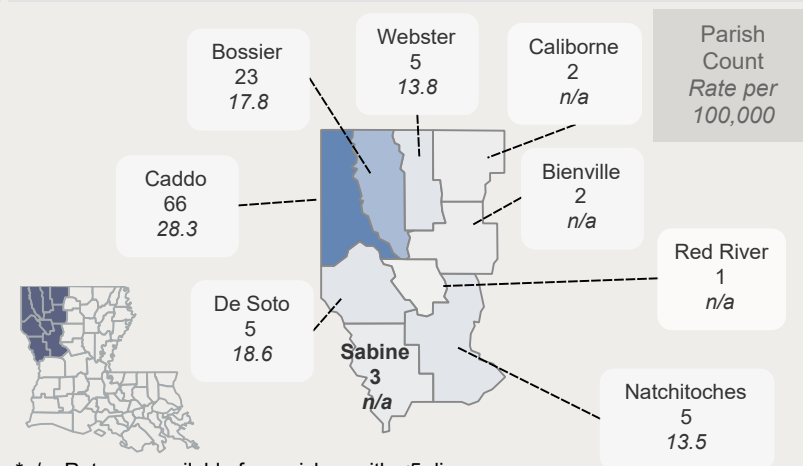 Parish
Count
Rate per
100,000
Bossier
23
17.8
Webster
5
13.8
Caliborne
2
n/a
Caddo
66
28.3
Bienville
2
n/a
Red River
1
n/a
De Soto
5
18.6
Sabine
3
n/a
Natchitoches
5
13.5